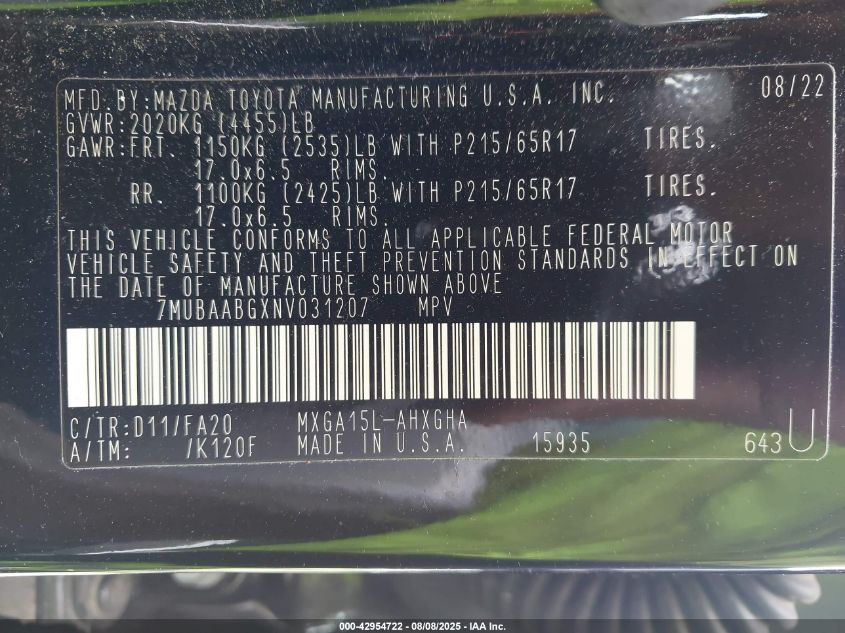 MFD.BY:MAZDA TOYOTA MANUFACTURING U.S.A. INC. 08/22
GVWR:2020KG (4455)LB
GAWR:FRT. 1150KG (2535)LB WITH P215/65R17 TIRES.
17.0x6.5 RIMS.
RR. 1100KG (2425)LB WITH P215/65R17 TIRES.
17.0x6.5 RIMS.
THIS VEHICLE CONFORMS TO ALL APPLICABLE FEDERAL MOTOR
VEHICLE SAFETY AND THEFT PREVENTION STANDARDS IN EFFECT ON
THE DATE OF MANUFACTURE SHOWN ABOVE
7MUBAABGXNV031207 MPV
C/TR:D11/FA20 MXGA15L-AHXGHA
A/TM: /K120F MADE IN U.S.A. 15935 643 U
000-42954722 - 08/08/2025 - IAA Inc.